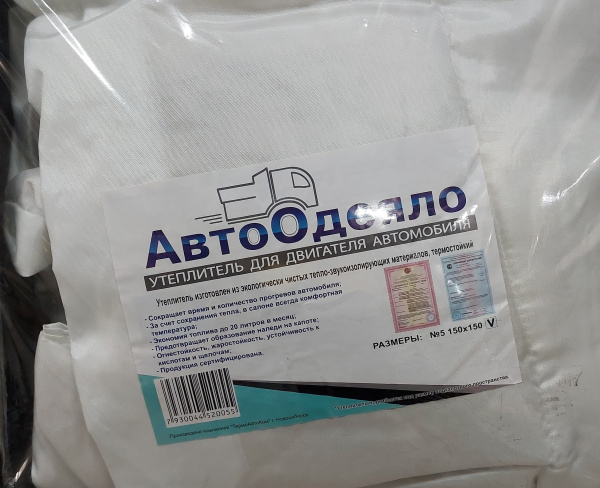 АвтоОдеяло
УТЕПЛИТЕЛЬ ДЛЯ ДВИГАТЕЛЯ АВТОМОБИЛЯ
Утеплитель изготовлен из экологически чистых тепло-звукоизолирующих материалов, термостойкий
- Сокращает время и количество прогревов автомобиля;
- За счет сохранения тепла, в салоне всегда комфортная
температура;
- Экономия топлива до 20 литров в месяц;
- Предотвращает образование наледи на капоте;
- Огнестойкость, жаростойкость, устойчивость к
кислотам и щелочам;
- Продукция сертифицирована.
РАЗМЕРЫ: №5 150x150 V
7930044520055